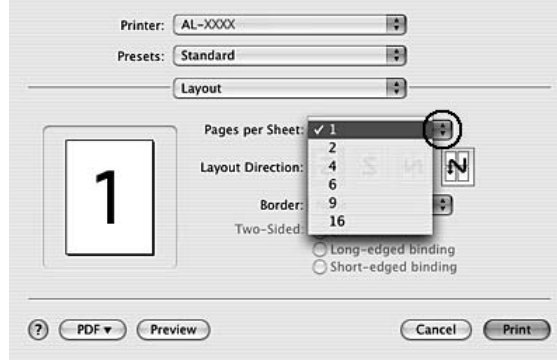 Printer: AL-XXXX
Presets: Standard
Layout
Pages per Sheet: ✓ 1
2
4
6
9
16
Layout Direction:
Border:
Two-Sided:
Long-edged binding
Short-edged binding
1
? PDF ▼ Preview Cancel Print